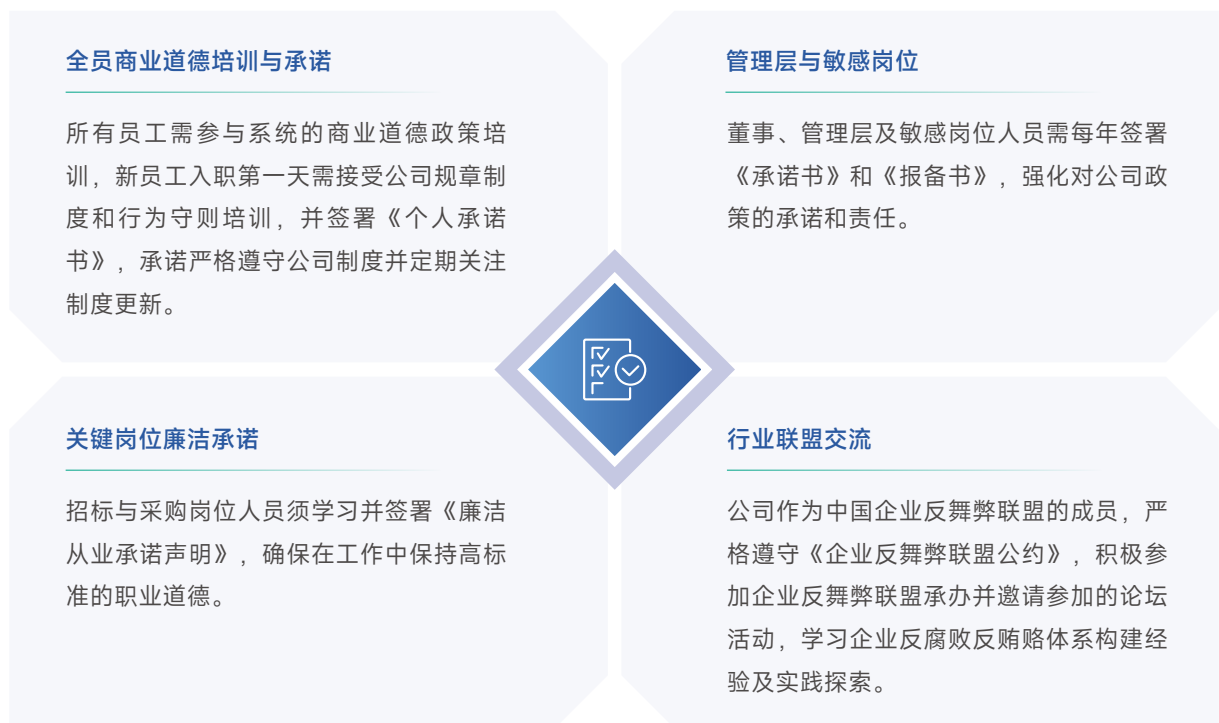 全员商业道德培训与承诺
所有员工需参与系统的商业道德政策培
训，新员工入职第一天需接受公司规章制
度和行为守则培训，并签署《个人承诺
书》，承诺严格遵守公司制度并定期关注
制度更新。
管理层与敏感岗位
董事、管理层及敏感岗位人员需每年签署
《承诺书》和《报备书》，强化对公司政
策的承诺和责任。
关键岗位廉洁承诺
招标与采购岗位人员须学习并签署《廉洁
从业承诺声明》，确保在工作中保持高标
准的职业道德。
行业联盟交流
公司作为中国企业反舞弊联盟的成员，严
格遵守《企业反舞弊联盟公约》，积极参
加企业反舞弊联盟承办并邀请参加的论坛
活动，学习企业反腐败反贿赂体系构建经
验及实践探索。